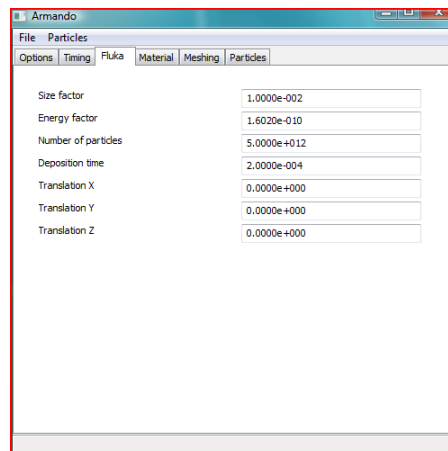 Armando
File Particles
Options Timing Fluka Material Meshing Particles
Size factor 1.0000e-002
Energy factor 1.6020e-010
Number of particles 5.0000e+012
Deposition time 2.0000e-004
Translation X 0.0000e+000
Translation Y 0.0000e+000
Translation Z 0.0000e+000